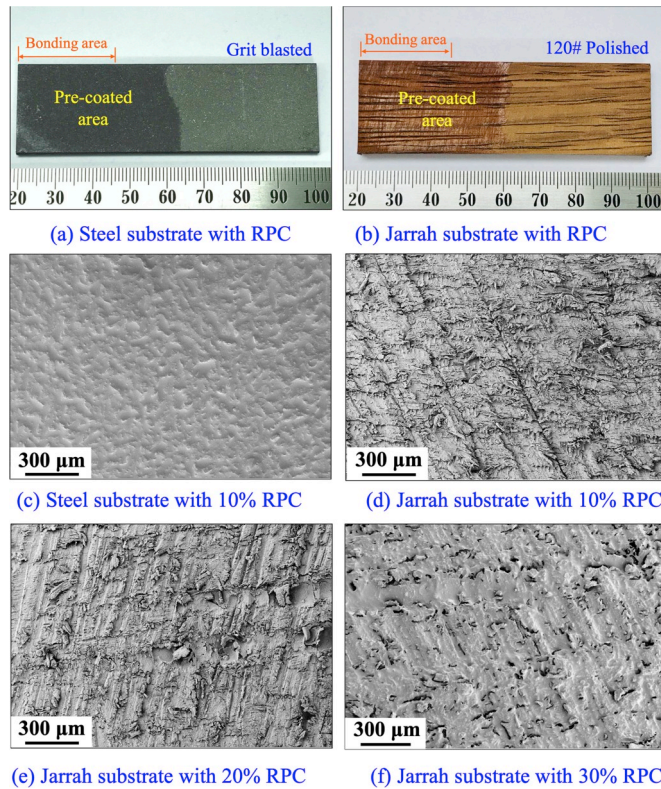 Bonding area
Grit blasted
Pre-coated
area
20 30 40 50 60 70 80 90 100
(a) Steel substrate with RPC
Bonding area
120# Polished
Pre-coated
area
20 30 40 50 60 70 80 90 100
(b) Jarrah substrate with RPC
300 μm
(c) Steel substrate with 10% RPC
300 μm
(d) Jarrah substrate with 10% RPC
300 μm
(e) Jarrah substrate with 20% RPC
300 μm
(f) Jarrah substrate with 30% RPC